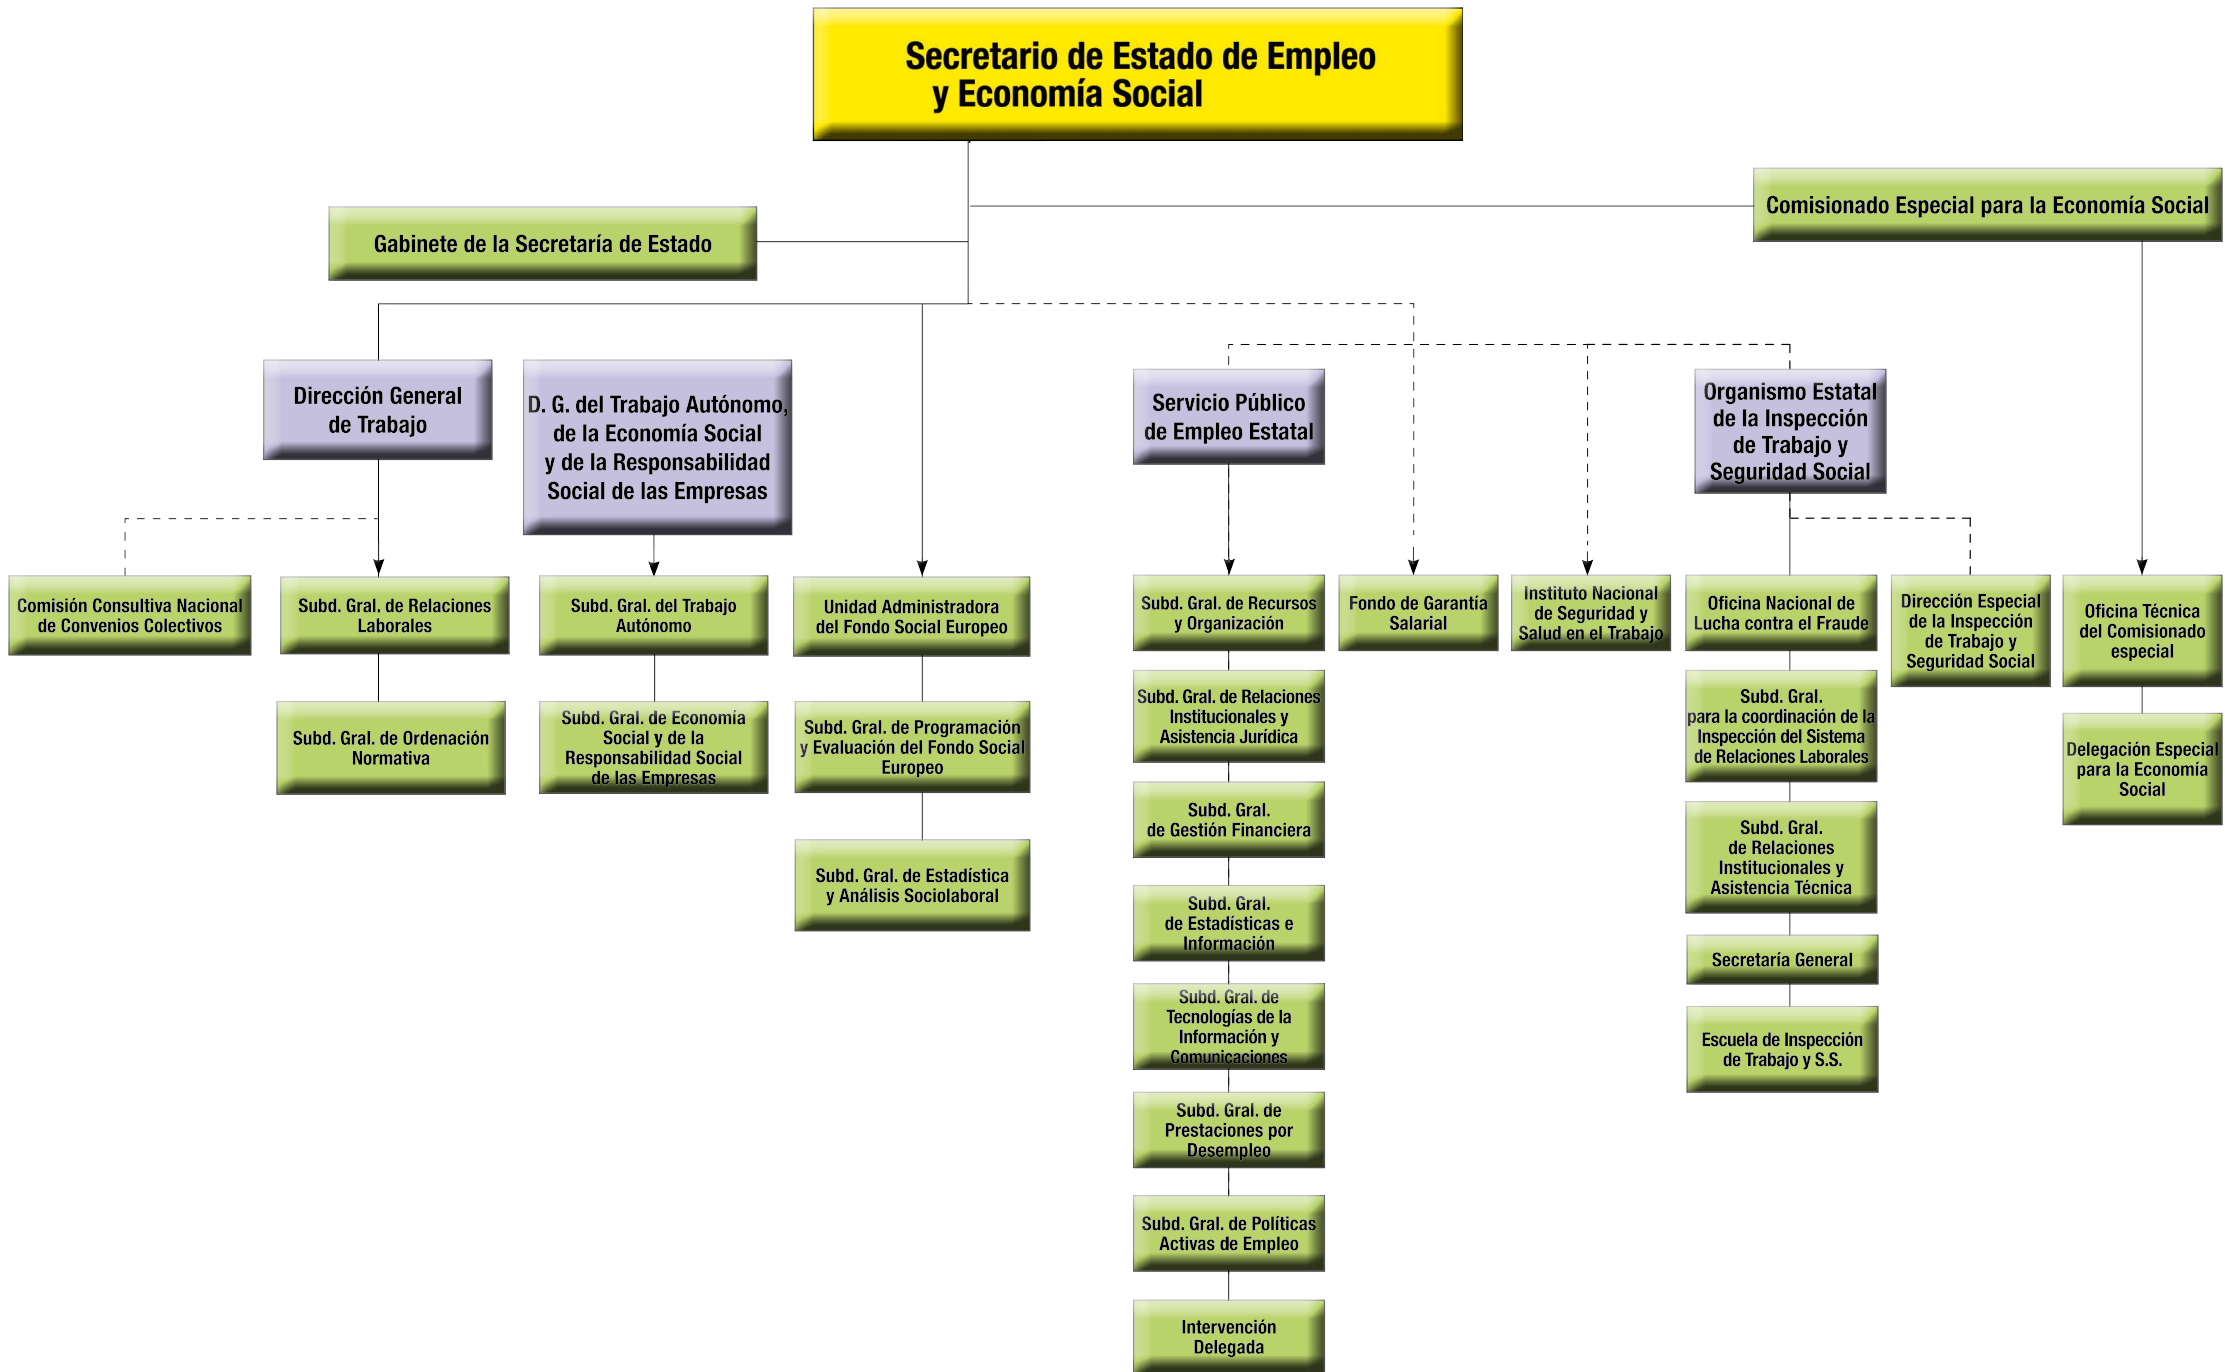 Secretario de Estado de Empleo
y Economía Social
Comisionado Especial para la Economía Social
Gabinete de la Secretaría de Estado
Dirección General
de Trabajo
D. G. del Trabajo Autónomo,
de la Economía Social
y de la Responsabilidad
Social de las Empresas
Servicio Público
de Empleo Estatal
Organismo Estatal
de la Inspección
de Trabajo y
Seguridad Social
Comisión Consultiva Nacional
de Convenios Colectivos
Subd. Gral. de Relaciones
Laborales
Subd. Gral. del Trabajo
Autónomo
Unidad Administradora
del Fondo Social Europeo
Subd. Gral. de Recursos
y Organización
Fondo de Garantía
Salarial
Instituto Nacional
de Seguridad y
Salud en el Trabajo
Oficina Nacional de
Lucha contra el Fraude
Dirección Especial
de la Inspección
de Trabajo y
Seguridad Social
Oficina Técnica
del Comisionado
especial
Subd. Gral. de Ordenación
Normativa
Subd. Gral. de Economía
Social y de la
Responsabilidad Social
de las Empresas
Subd. Gral. de Programación
y Evaluación del Fondo Social
Europeo
Subd. Gral. de Relaciones
Institucionales y
Asistencia Jurídica
Subd. Gral.
para la coordinación de la
Inspección del Sistema
de Relaciones Laborales
Delegación Especial
para la Economía
Social
Subd. Gral. de Estadística
y Análisis Sociolaboral
Subd. Gral.
de Gestión Financiera
Subd. Gral.
de Relaciones
Institucionales y
Asistencia Técnica
Subd. Gral.
de Estadísticas e
Información
Secretaría General
Subd. Gral. de
Tecnologías de la
Información y
Comunicaciones
Escuela de Inspección
de Trabajo y S.S.
Subd. Gral. de
Prestaciones por
Desempleo
Subd. Gral. de Políticas
Activas de Empleo
Intervención
Delegada